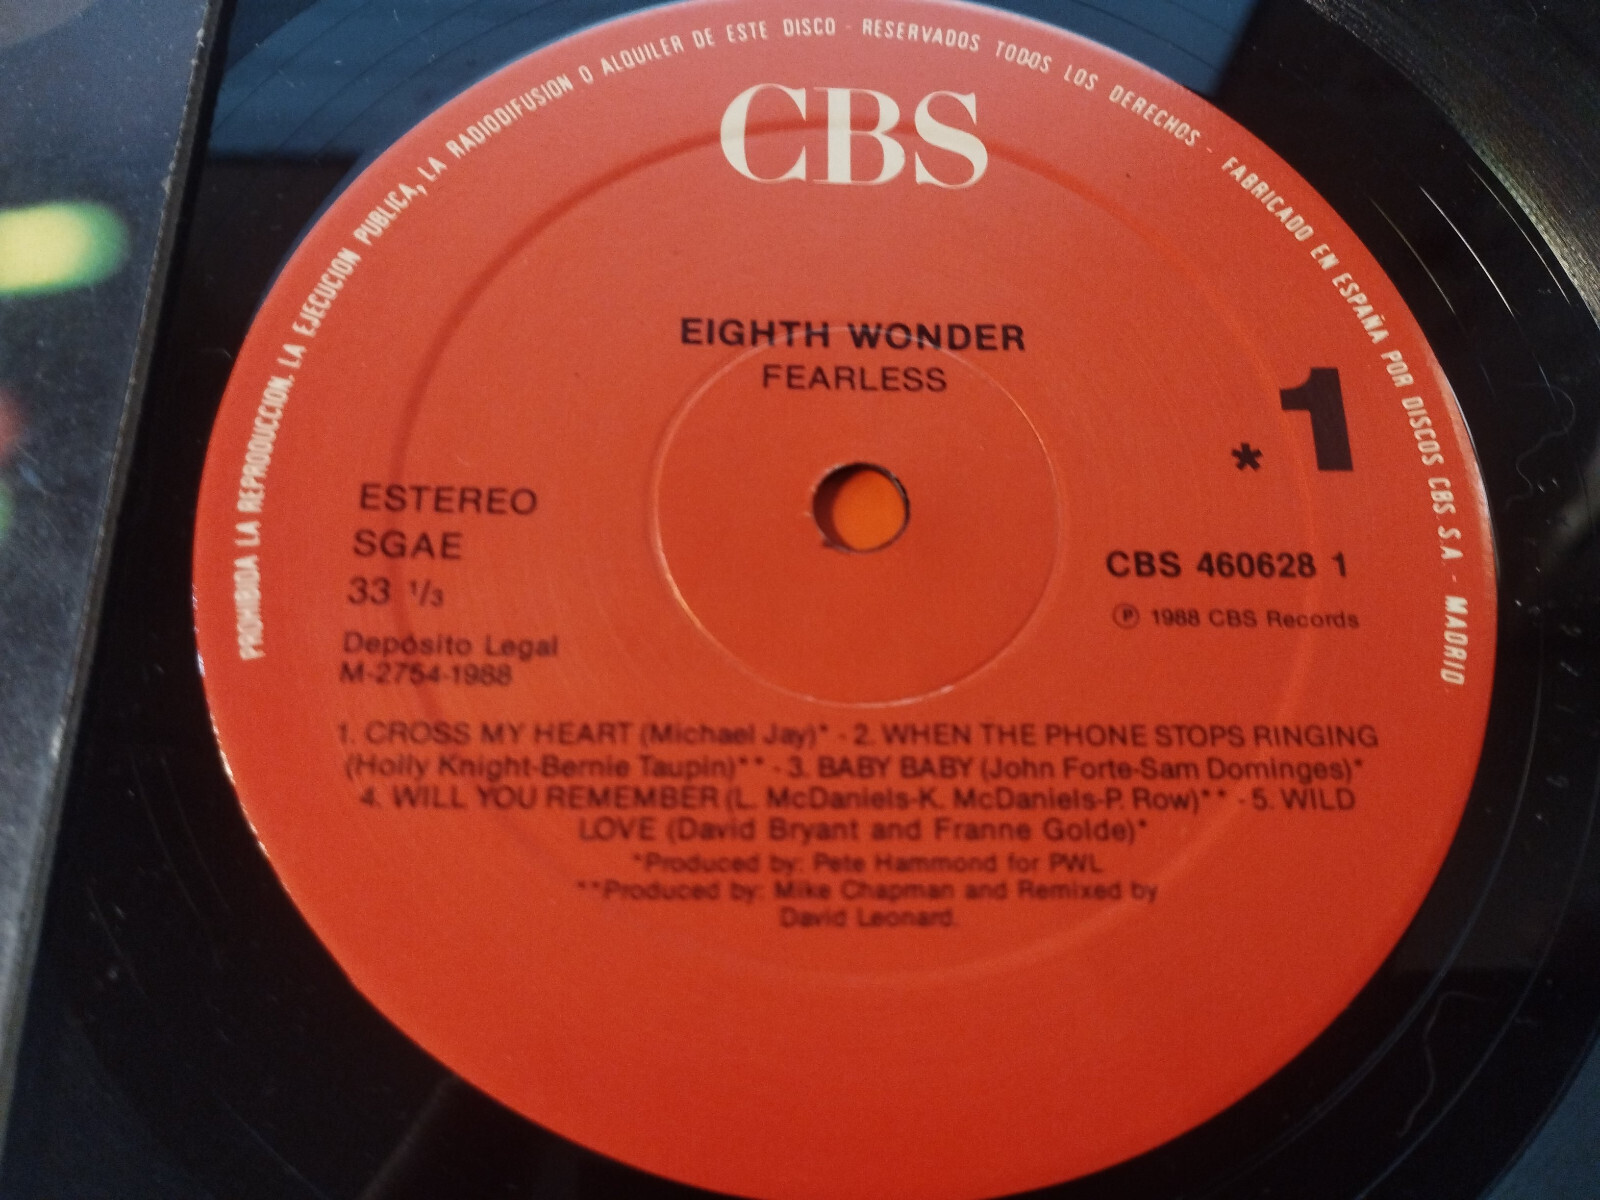 PROHIBIDA LA REPRODUCCION. LA EJECUCION PUBLICA, LA RADIODIFUSION O ALQUILER DE ESTE DISCO - RESERVADOS TODOS LOS DERECHOS - FABRICADO EN ESPAÑA POR DISCOS CBS. S.A. - MADRID
CBS
EIGHTH WONDER
FEARLESS
* 1
ESTEREO
SGAE
33 1/3
Depósito Legal
M-2754-1988
CBS 460628 1
℗ 1988 CBS Records
1. CROSS MY HEART (Michael Jay)* - 2. WHEN THE PHONE STOPS RINGING
(Holly Knight-Bernie Taupin)** - 3. BABY BABY (John Forte-Sam Dominges)*
4. WILL YOU REMEMBER (L. McDaniels-K. McDaniels-P. Row)** - 5. WILD
LOVE (David Bryant and Franne Golde)*
*Produced by: Pete Hammond for PWL
**Produced by: Mike Chapman and Remixed by
David Leonard.